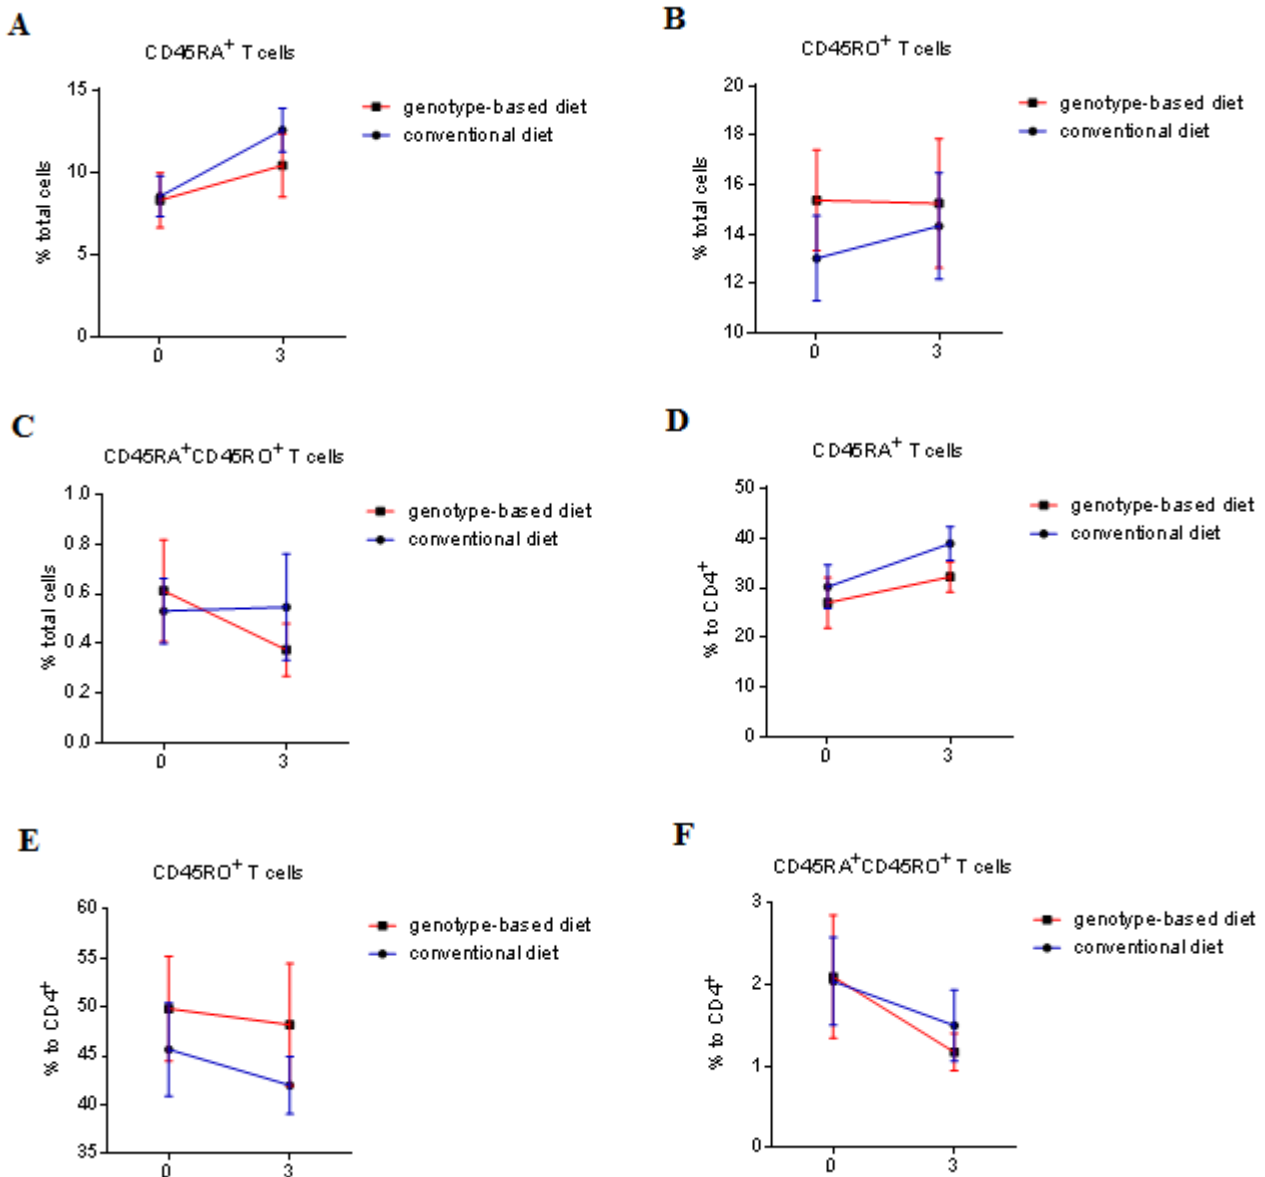 A
CD45RA+ T cells
15
10
5
0
% total cells
0 3
genotype-based diet
conventional diet
B
CD45RO+ T cells
20
18
16
14
12
10
% total cells
0 3
genotype-based diet
conventional diet
C
CD45RA+CD45RO+ T cells
1.0
0.8
0.6
0.4
0.2
0.0
% total cells
0 3
genotype-based diet
conventional diet
D
CD45RA+ T cells
50
40
30
20
10
0
% to CD4+
0 3
genotype-based diet
conventional diet
E
CD45RO+ T cells
60
55
50
45
40
35
% to CD4+
0 3
genotype-based diet
conventional diet
F
CD45RA+CD45RO+ T cells
3
2
1
0
% to CD4+
0 3
genotype-based diet
conventional diet